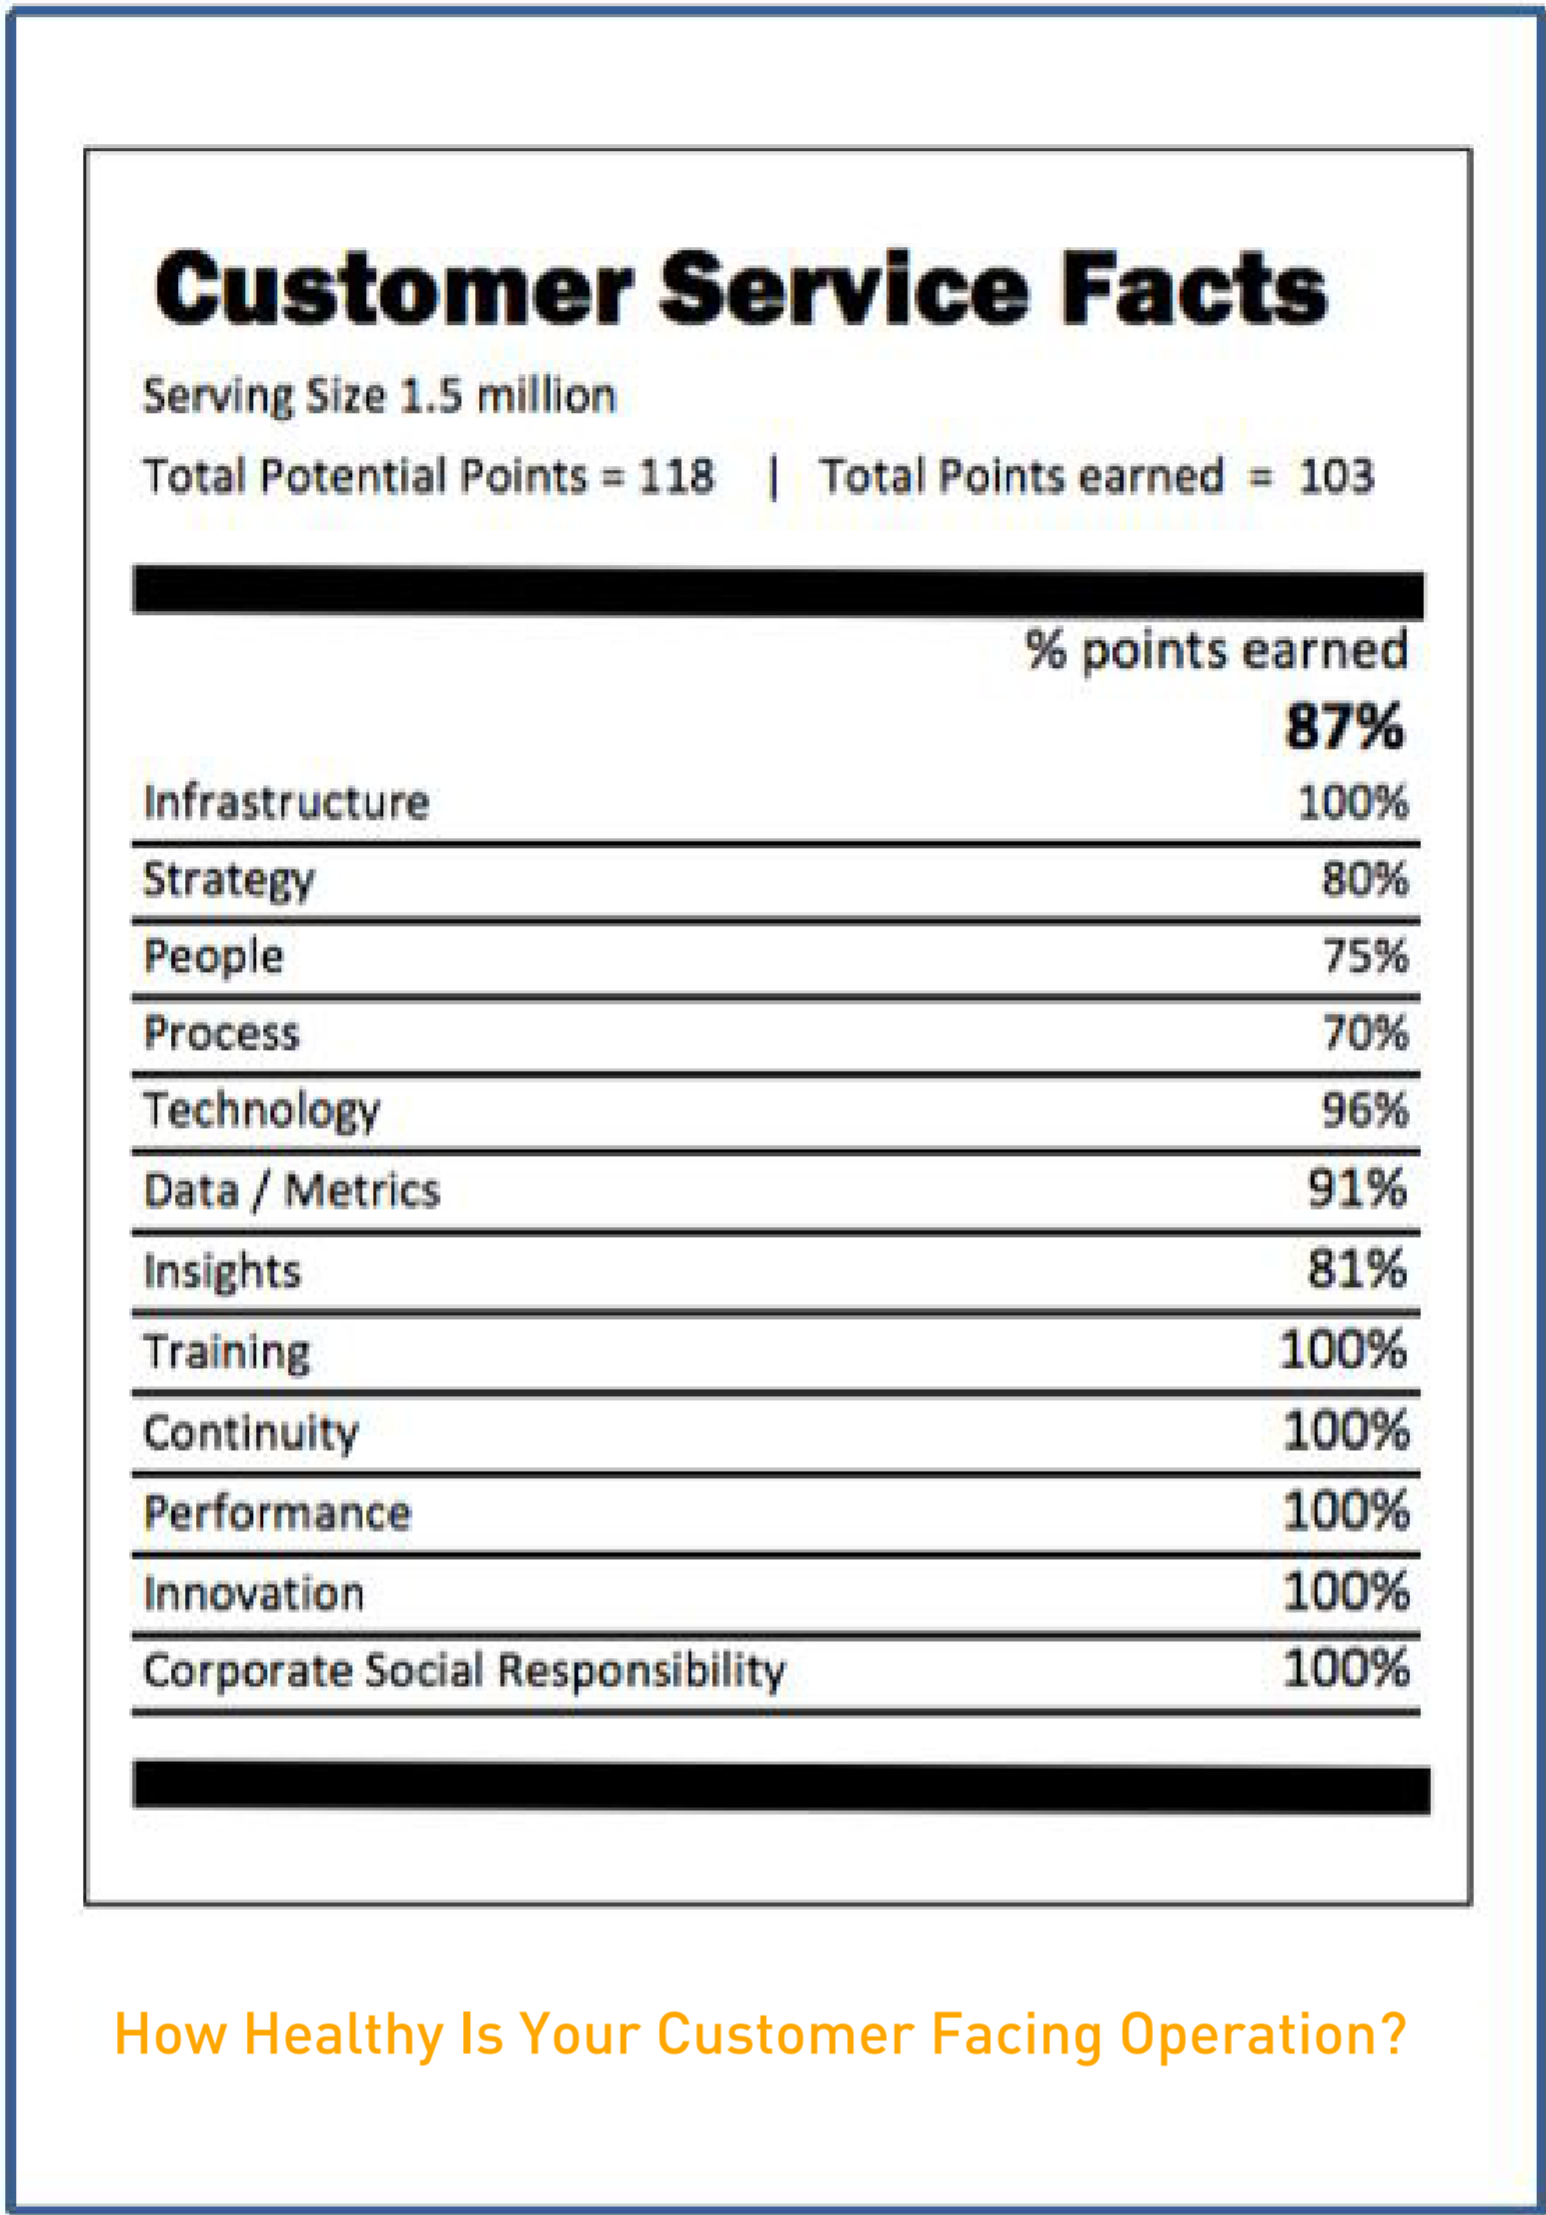 Customer Service Facts
Serving Size 1.5 million
Total Potential Points = 118 | Total Points earned = 103
% points earned
87%
Infrastructure 100%
Strategy 80%
People 75%
Process 70%
Technology 96%
Data / Metrics 91%
Insights 81%
Training 100%
Continuity 100%
Performance 100%
Innovation 100%
Corporate Social Responsibility 100%
How Healthy Is Your Customer Facing Operation?